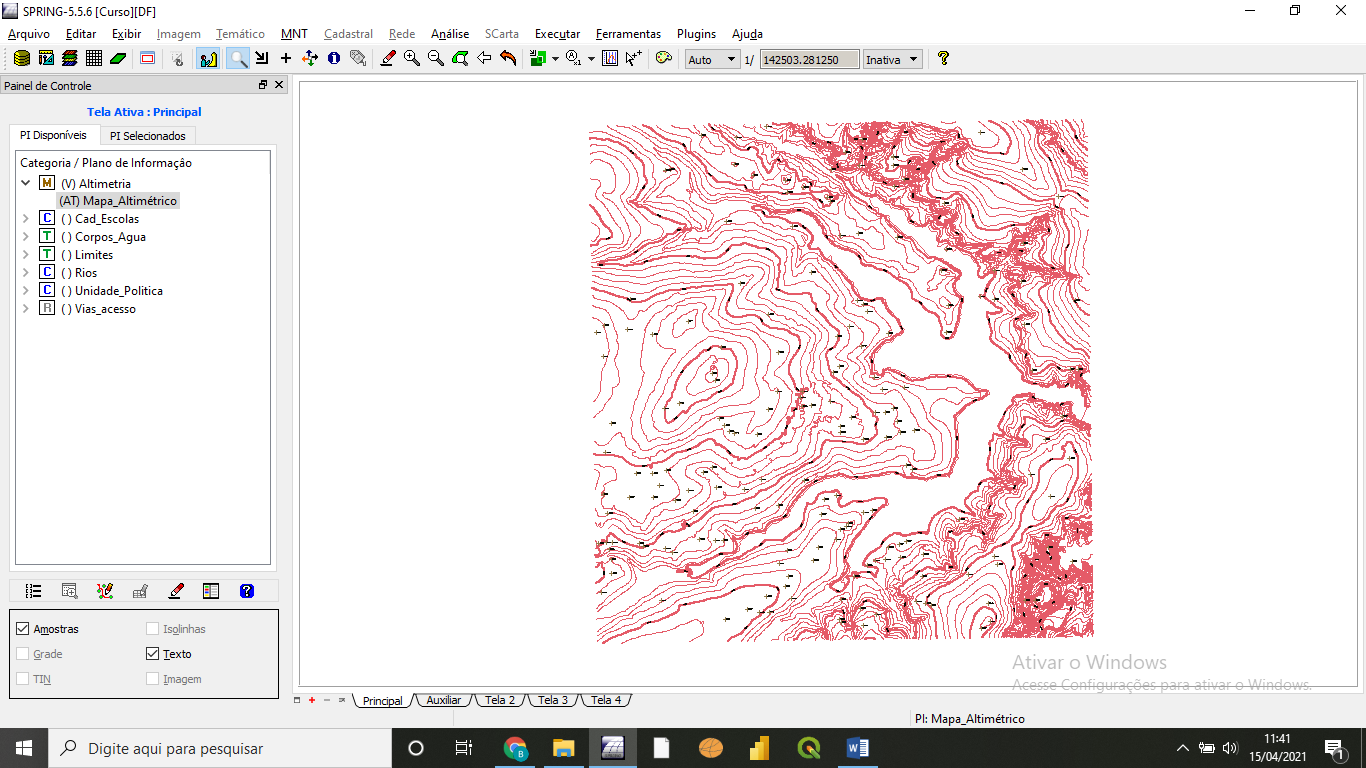 SPRING-5.5.6 [Curso][DF]
Arquivo Editar Exibir Imagem Temático MNT Cadastral Rede Análise SCarta Executar Ferramentas Plugins Ajuda
Auto 1/ 142503.281250 Inativa
Painel de Controle
Tela Ativa : Principal
PI Disponíveis PI Selecionados
Categoria / Plano de Informação
M (V) Altimetria
(AT) Mapa_Altimétrico
C ( ) Cad_Escolas
T ( ) Corpos_Agua
T ( ) Limites
C ( ) Rios
C ( ) Unidade_Politica
R ( ) Vias_acesso
Amostras Isolinhas
Grade Texto
TIN Imagem
Ativar o Windows
Acesse Configurações para ativar o Windows.
Principal Auxiliar Tela 2 Tela 3 Tela 4
PI: Mapa_Altimétrico
Digite aqui para pesquisar
11:41
15/04/2021